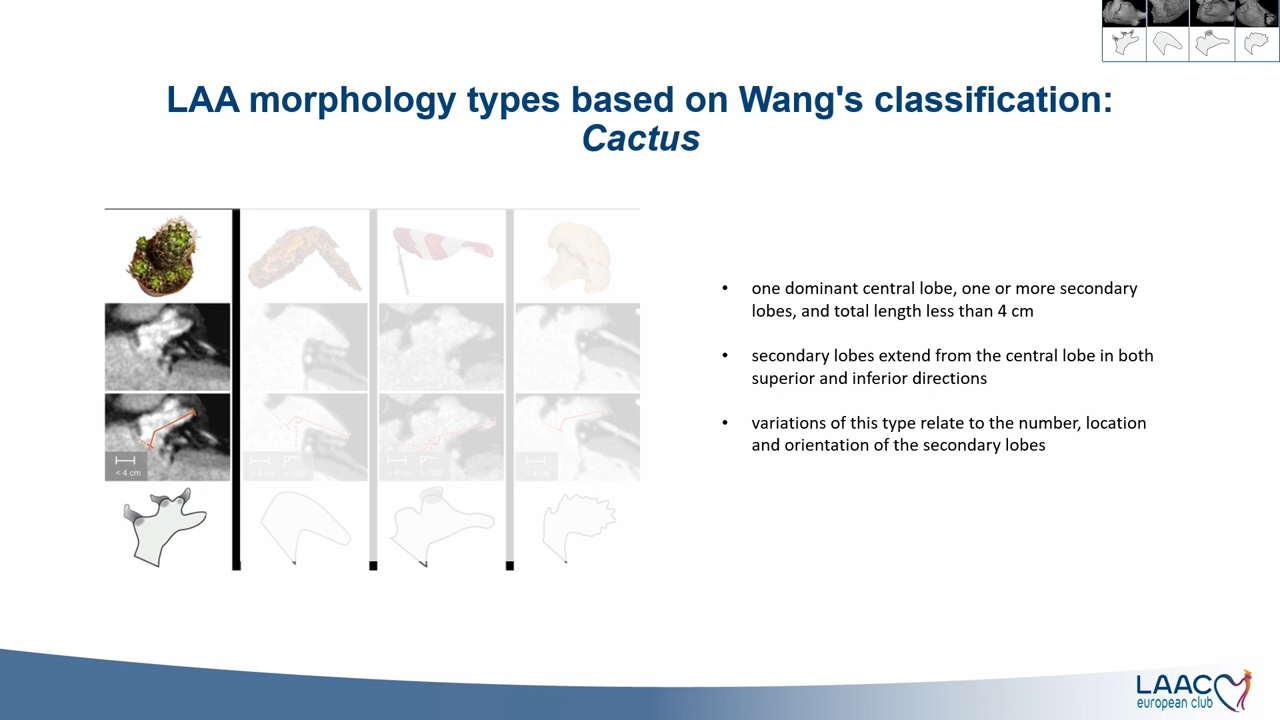 LAA morphology types based on Wang's classification:
Cactus
• one dominant central lobe, one or more secondary
lobes, and total length less than 4 cm
• secondary lobes extend from the central lobe in both
superior and inferior directions
• variations of this type relate to the number, location
and orientation of the secondary lobes
< 4 cm
LAAC
european club